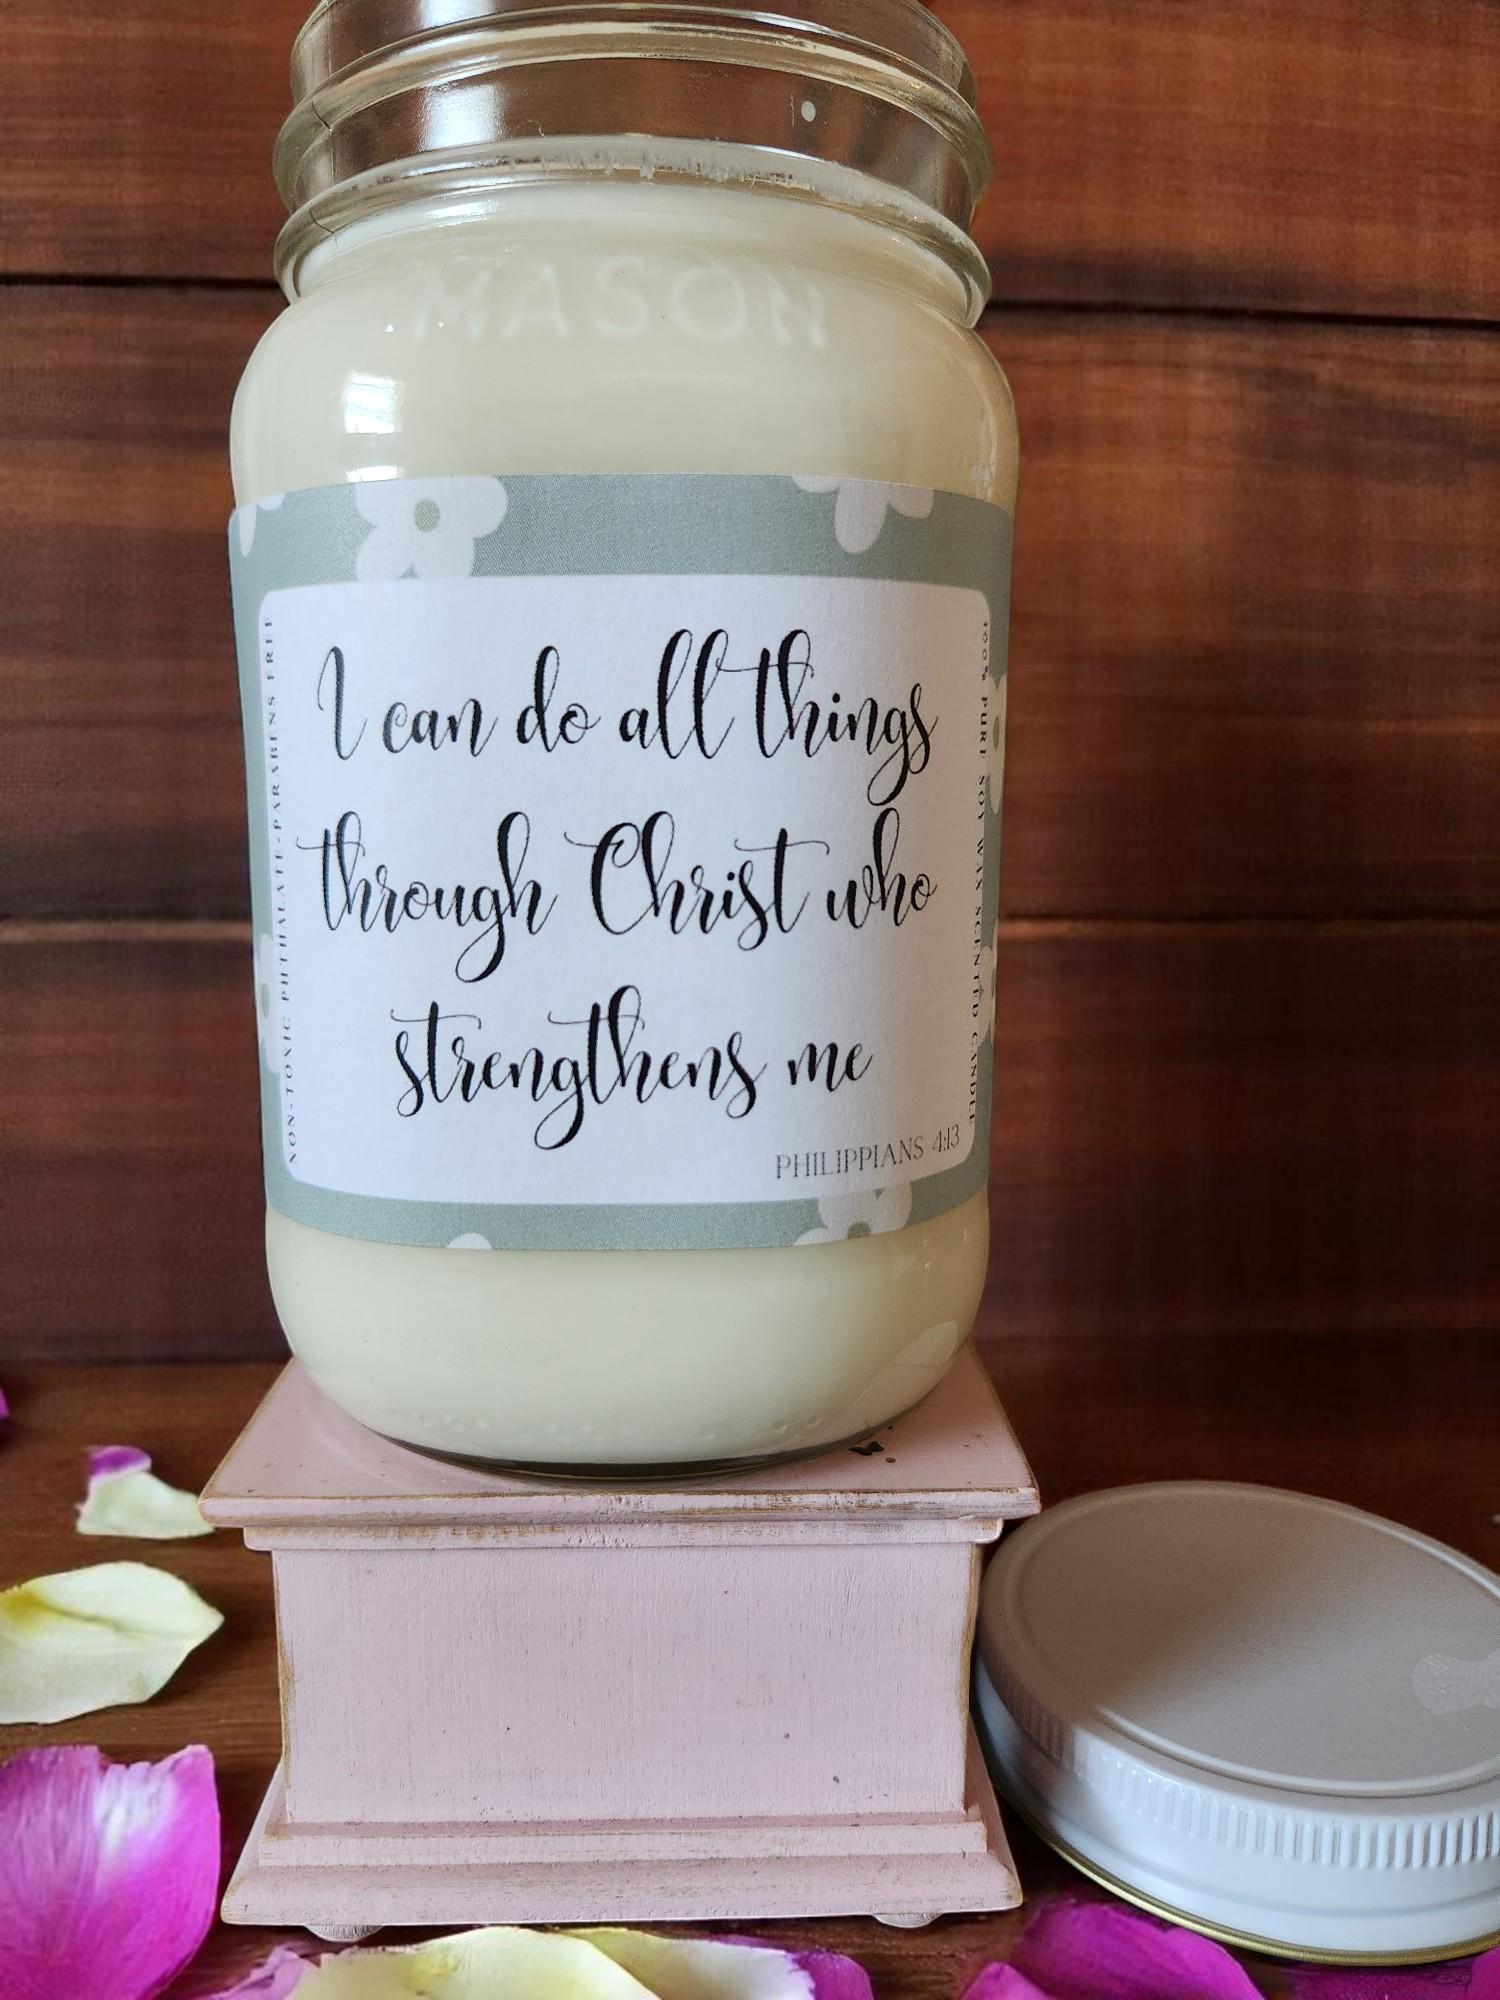 MASON
I can do all things
through Christ who
strengthens me
PHILIPPIANS 4:13
NON-TOXIC PHTHALATE-PARABENS FREE
100% PURE SOY WAX SCENTED CANDLE